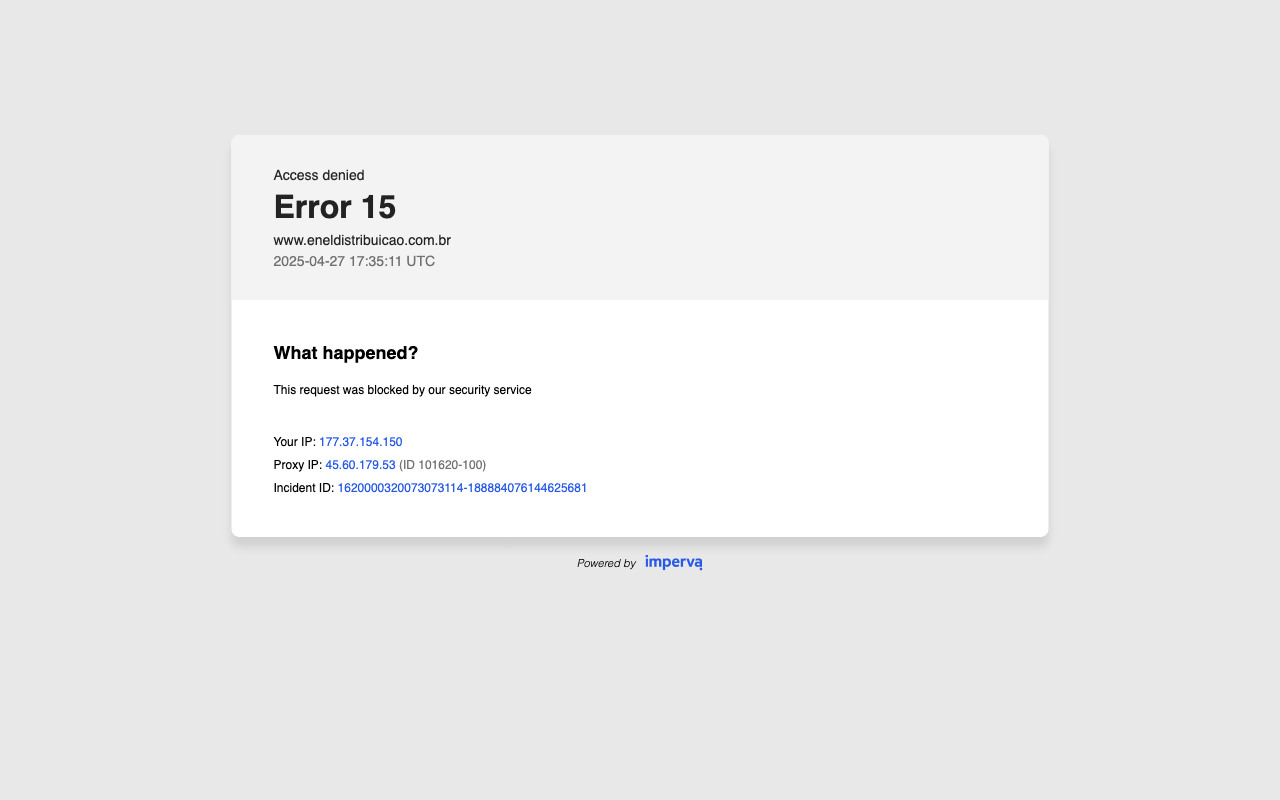 Access denied
Error 15
www.eneldistribuicao.com.br
2025-04-27 17:35:11 UTC
What happened?
This request was blocked by our security service
Your IP: 177.37.154.150
Proxy IP: 45.60.179.53 (ID 101620-100)
Incident ID: 1620000320073073114-188884076144625681
Powered by imperva